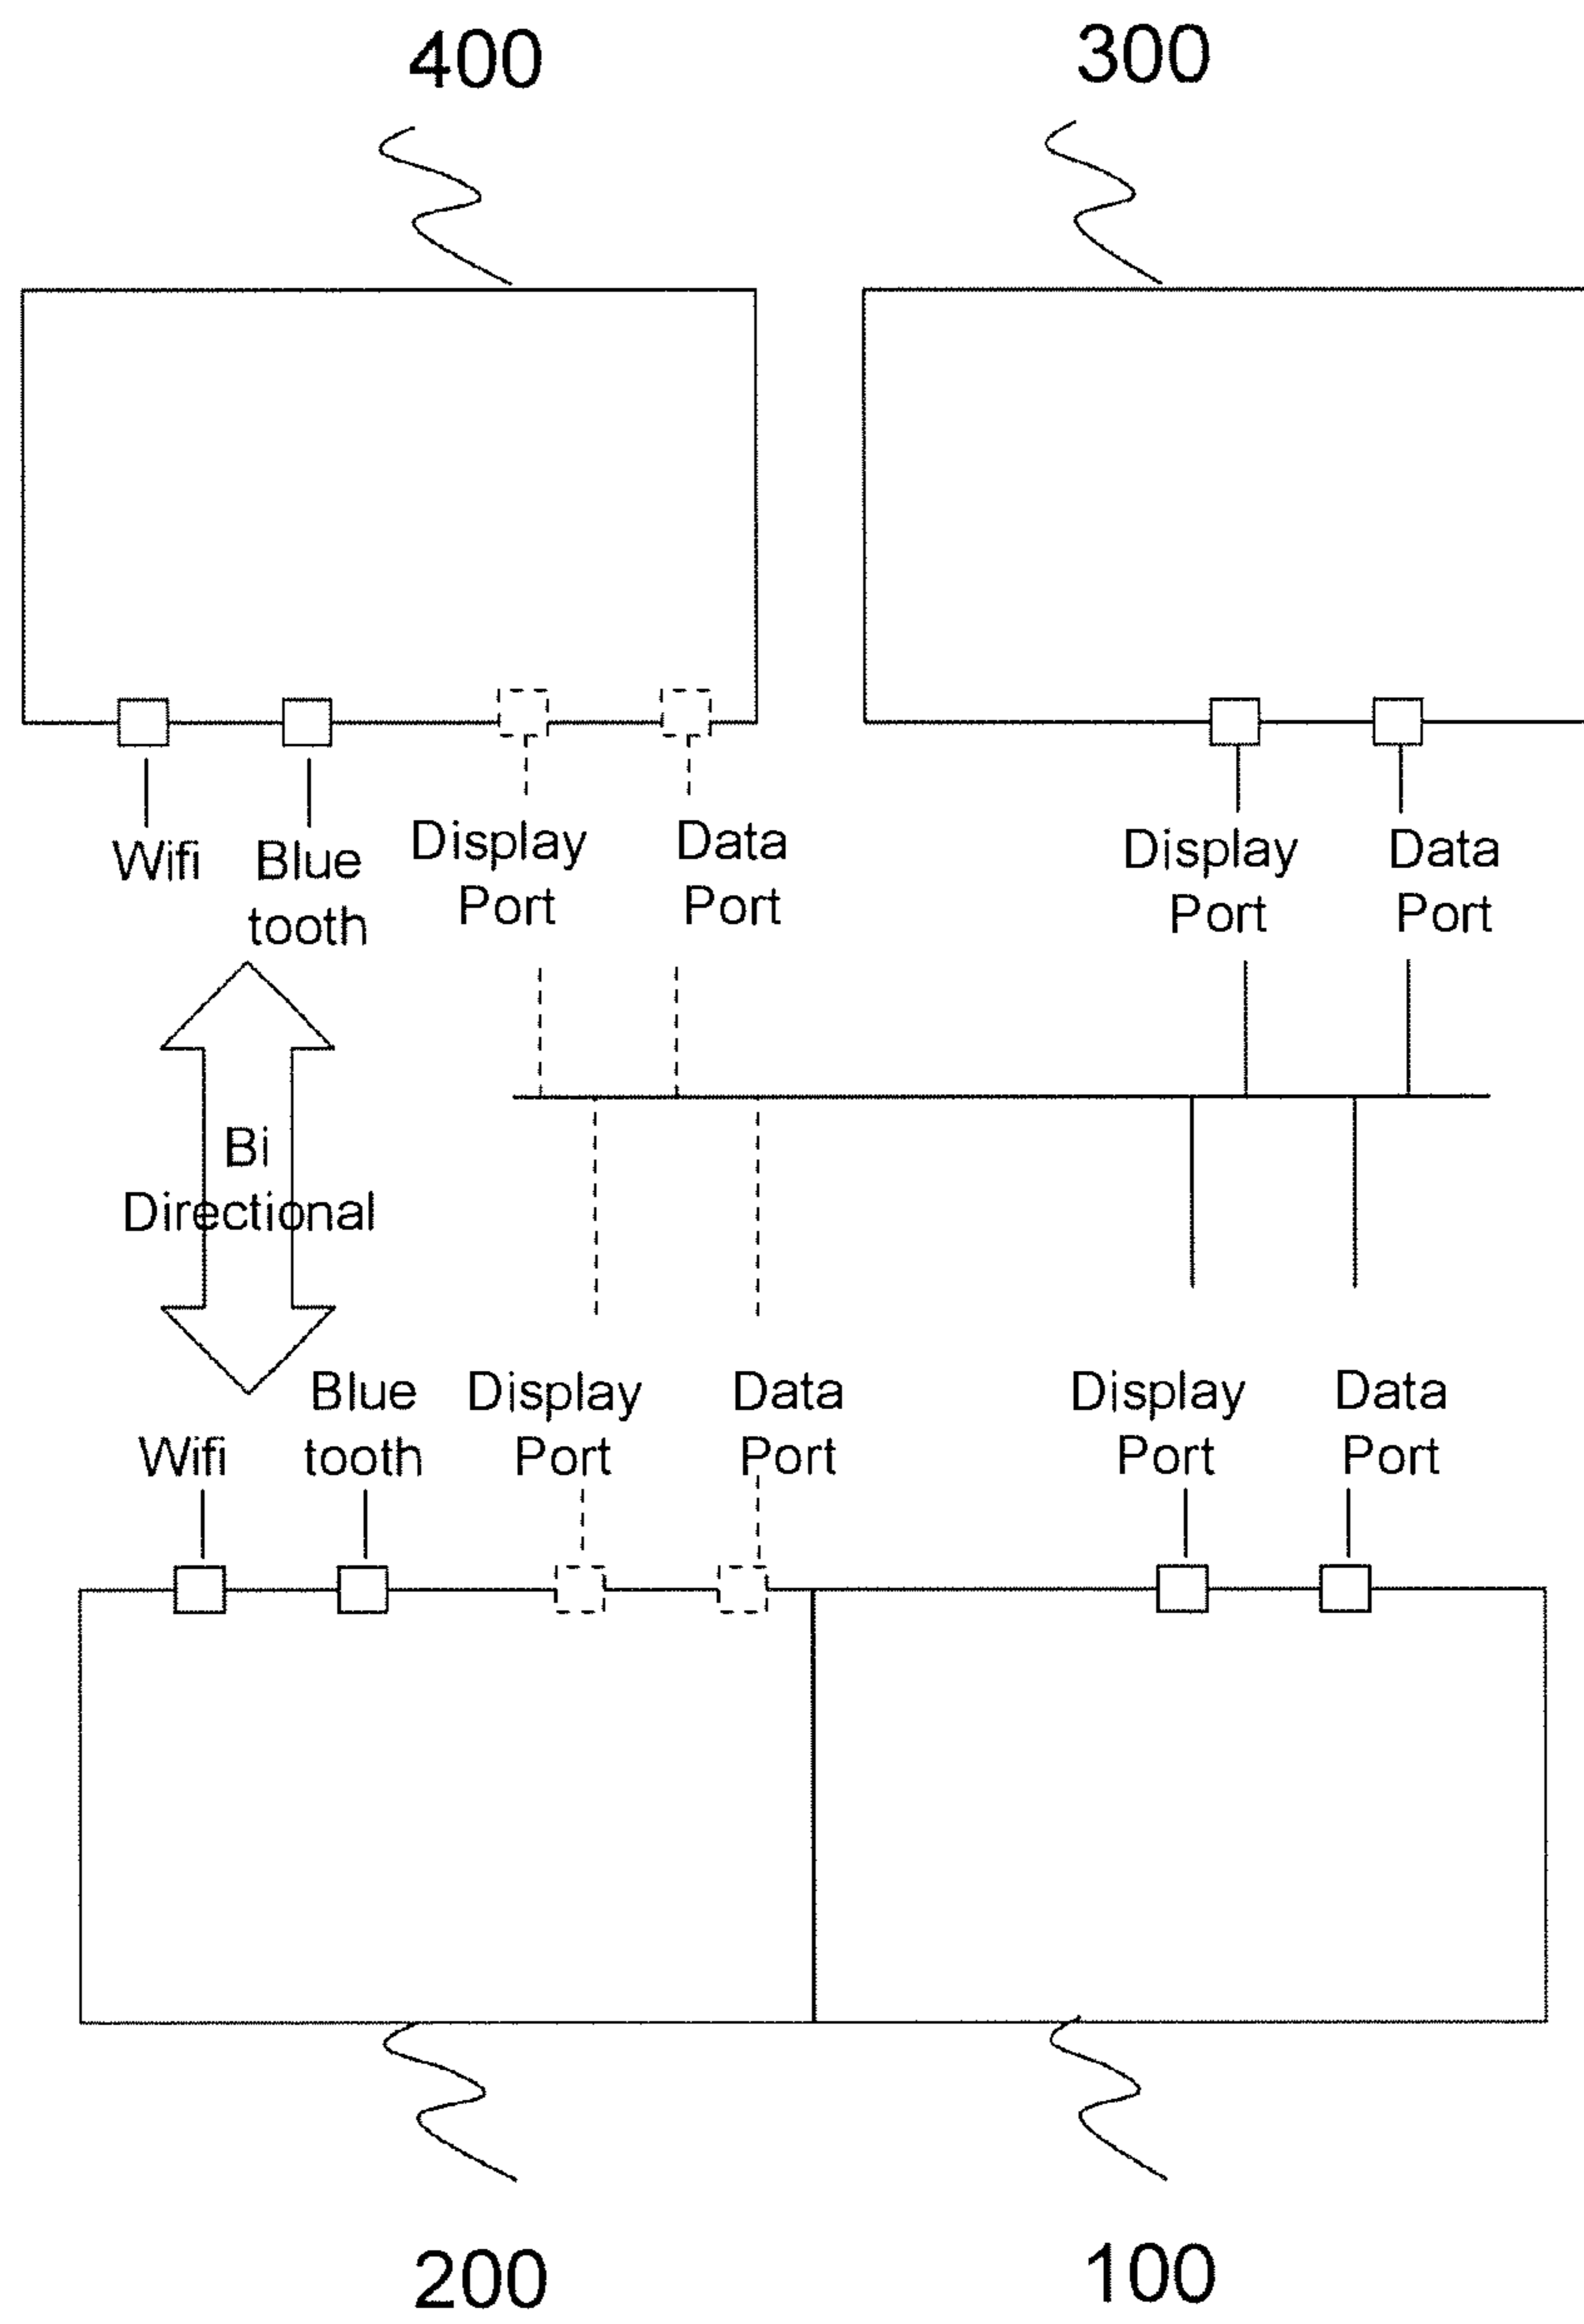 400
300
Wifi
Blue
tooth
Display
Port
Data
Port
Display
Port
Data
Port
Bi
Directional
Wifi
Blue
tooth
Display
Port
Data
Port
Display
Port
Data
Port
200
100